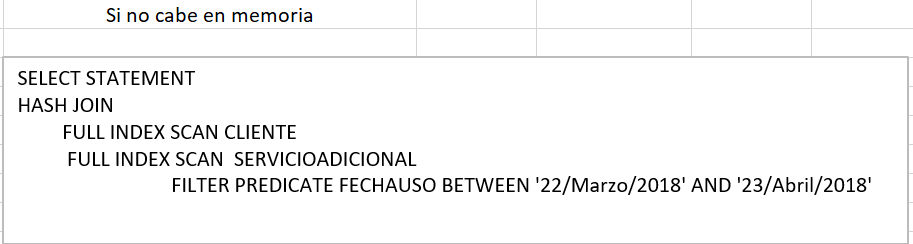 Si no cabe en memoria
SELECT STATEMENT
HASH JOIN
FULL INDEX SCAN CLIENTE
FULL INDEX SCAN SERVICIOADICIONAL
FILTER PREDICATE FECHAUSO BETWEEN '22/Marzo/2018' AND '23/Abril/2018'